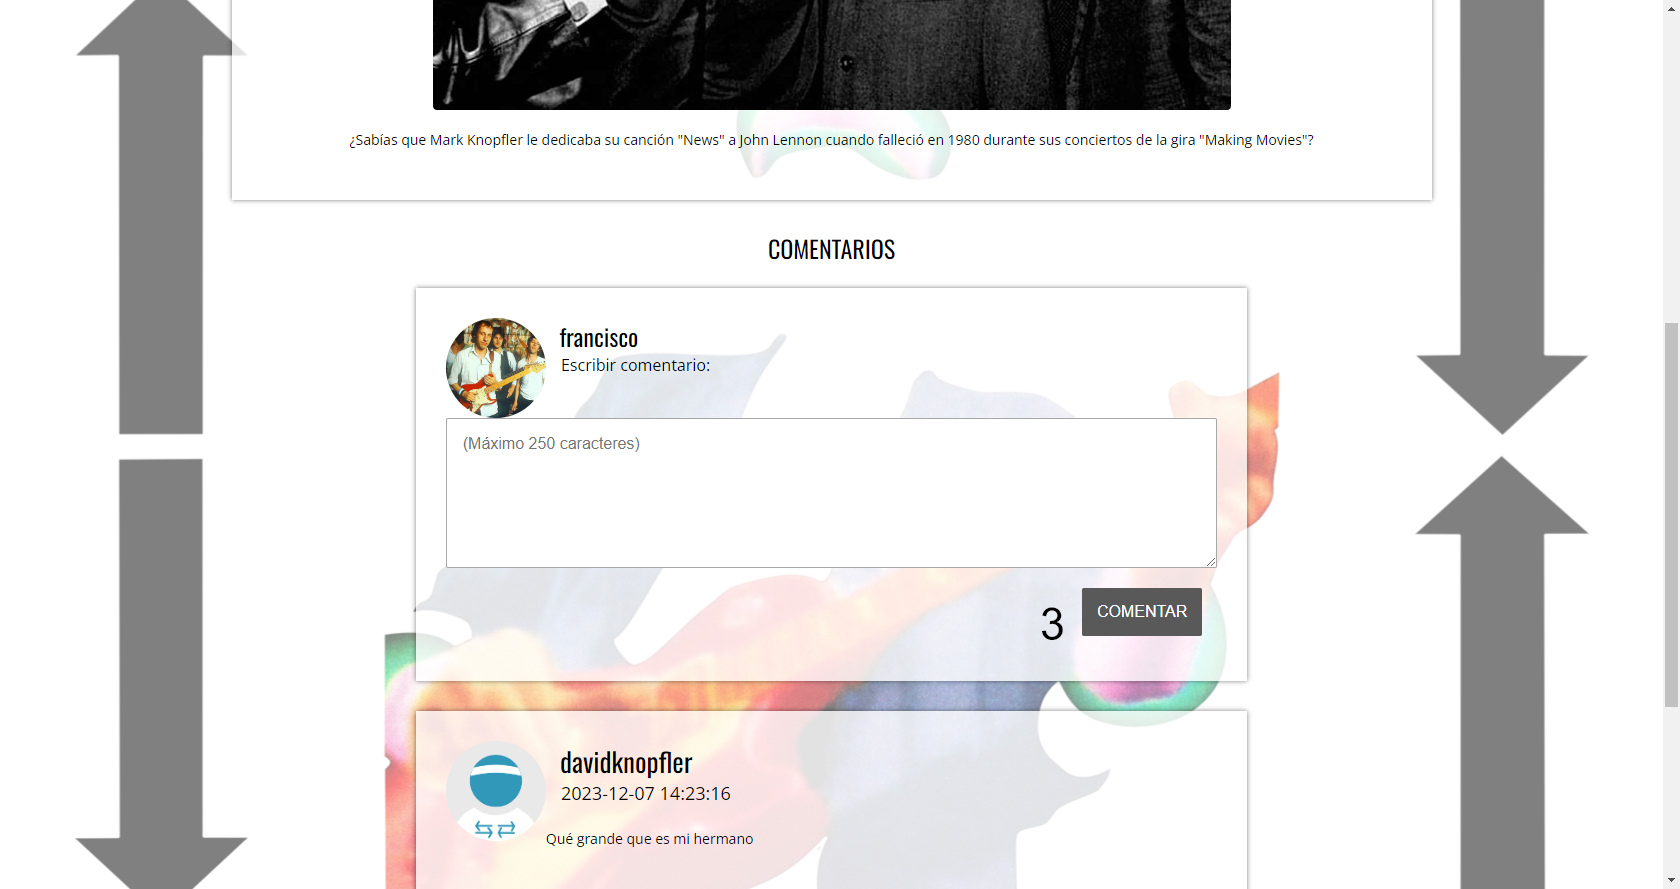 ¿Sabías que Mark Knopfler le dedicaba su canción "News" a John Lennon cuando falleció en 1980 durante sus conciertos de la gira "Making Movies"?
COMENTARIOS
francisco
Escribir comentario:
(Máximo 250 caracteres)
3
COMENTAR
davidknopfler
2023-12-07 14:23:16
Qué grande que es mi hermano